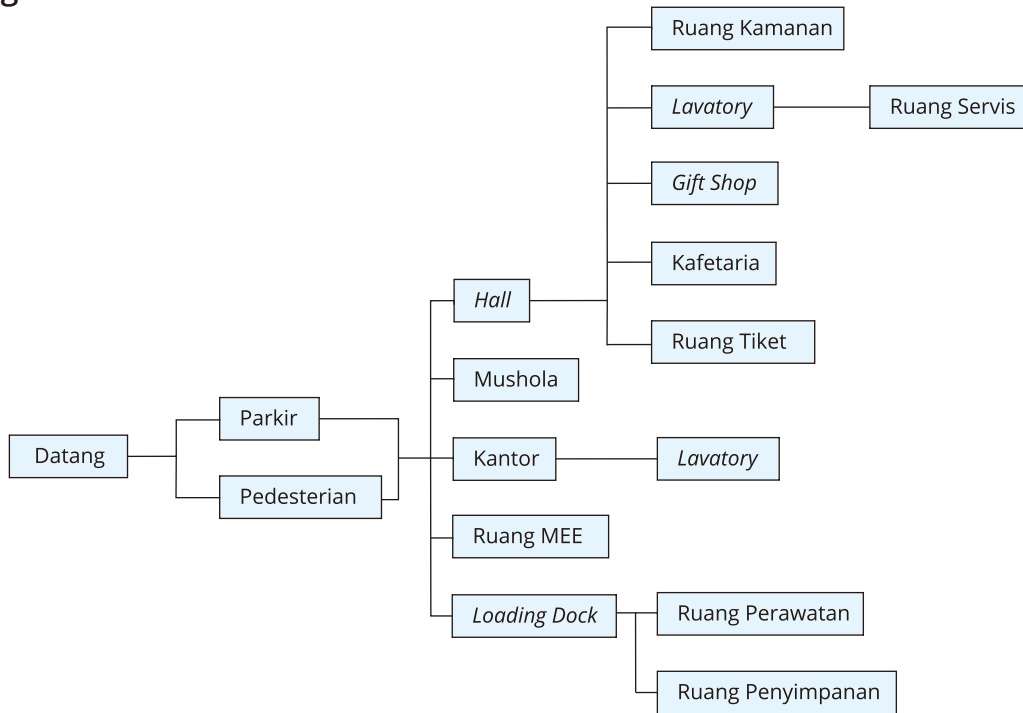 g
Ruang Kamanan
Lavatory
Ruang Servis
Gift Shop
Kafetaria
Hall
Ruang Tiket
Mushola
Parkir
Datang
Kantor
Lavatory
Pedesterian
Ruang MEE
Loading Dock
Ruang Perawatan
Ruang Penyimpanan